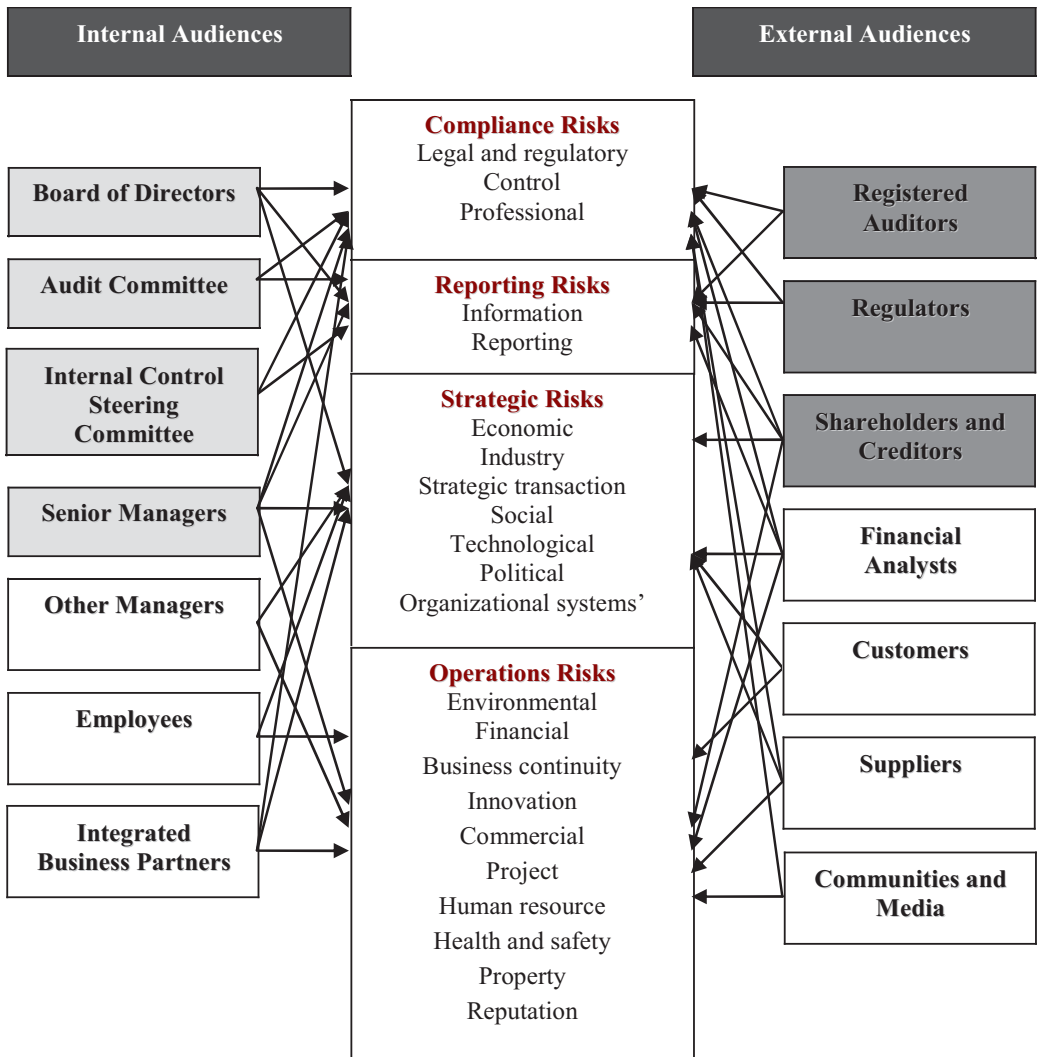 Internal Audiences
External Audiences
Board of Directors
Audit Committee
Internal Control
Steering
Committee
Senior Managers
Other Managers
Employees
Integrated
Business Partners
Compliance Risks
Legal and regulatory
Control
Professional
Reporting Risks
Information
Reporting
Strategic Risks
Economic
Industry
Strategic transaction
Social
Technological
Political
Organizational systems’
Operations Risks
Environmental
Financial
Business continuity
Innovation
Commercial
Project
Human resource
Health and safety
Property
Reputation
Registered
Auditors
Regulators
Shareholders and
Creditors
Financial
Analysts
Customers
Suppliers
Communities and
Media